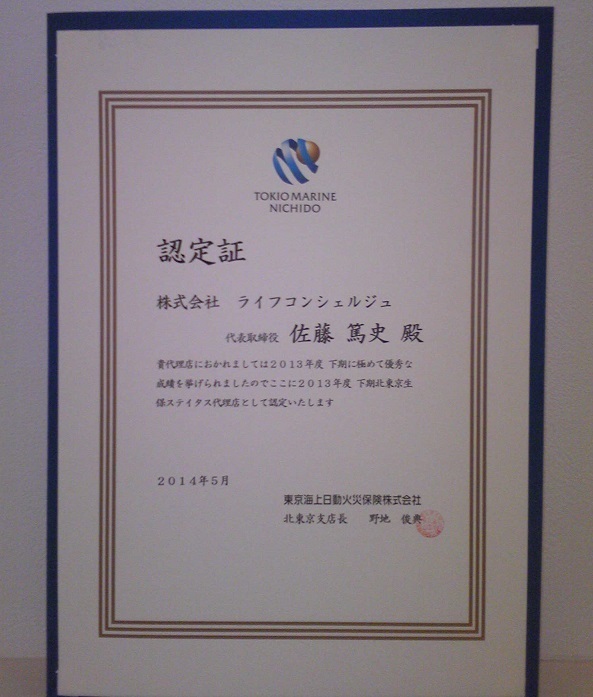 TOKIO MARINE
NICHIDO
認定証
株式会社 ライフコンシェルジュ
代表取締役 佐藤 篤史 殿
貴代理店におかれましては2013年度 下期に極めて優秀な
成績を挙げられましたのでここに2013年度 下期北東京生
保ステイタス代理店として認定いたします
2014年5月
東京海上日動火災保険株式会社
北東京支店長 野地 俊典